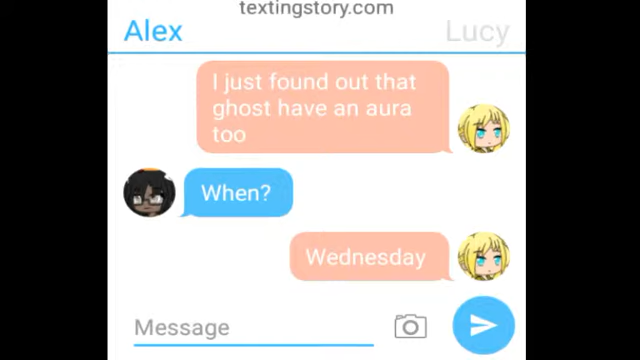 textingstory.com
Alex
Lucy
I just found out that
ghost have an aura
too
When?
Wednesday
Message